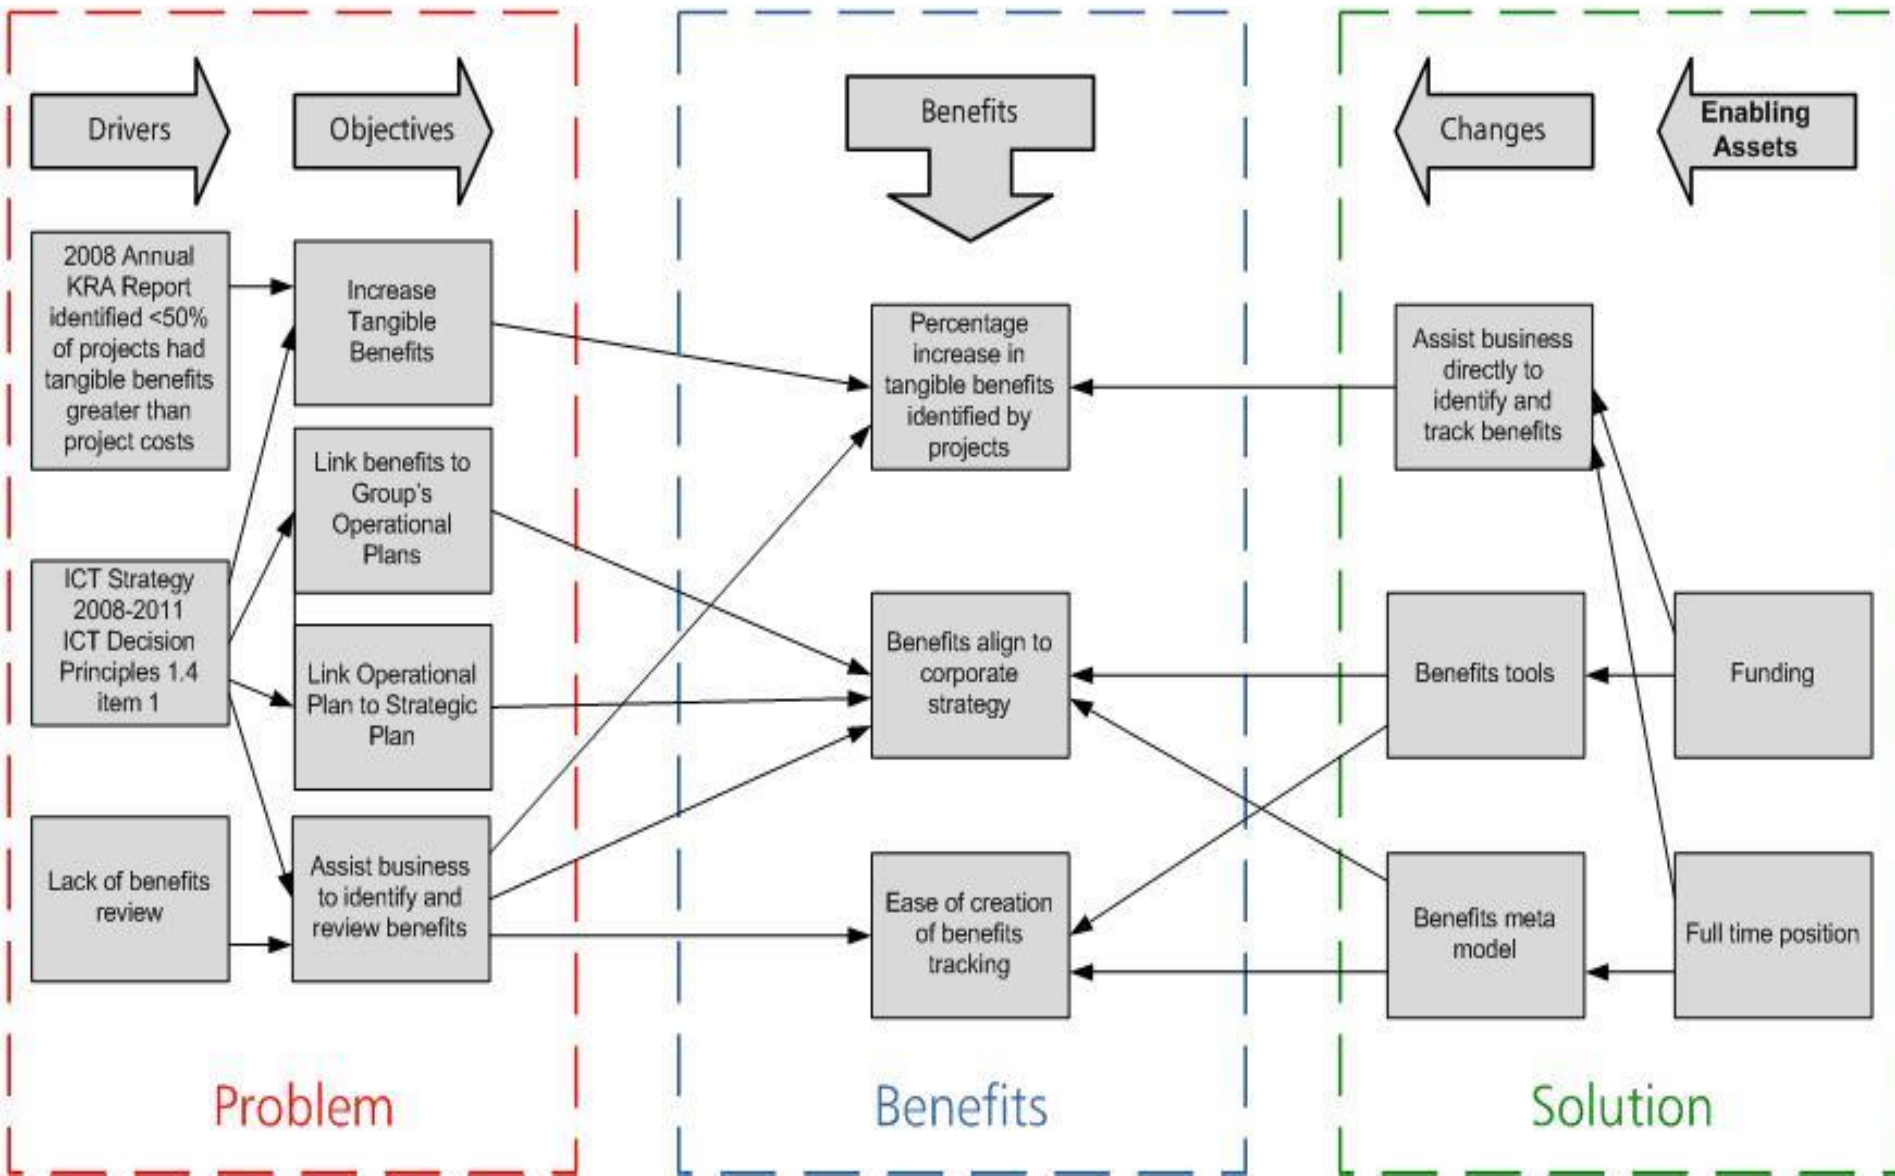 Drivers
Objectives
Benefits
Changes
Enabling
Assets
2008 Annual
KRA Report
identified <50%
of projects had
tangible benefits
greater than
project costs
ICT Strategy
2008-2011
ICT Decision
Principles 1.4
item 1
Lack of benefits
review
Increase
Tangible
Benefits
Link benefits to
Group's
Operational
Plans
Link Operational
Plan to Strategic
Plan
Assist business
to identify and
review benefits
Percentage
increase in
tangible benefits
identified by
projects
Benefits align to
corporate
strategy
Ease of creation
of benefits
tracking
Assist business
directly to
identify and
track benefits
Benefits tools
Benefits meta
model
Funding
Full time position
Problem
Benefits
Solution